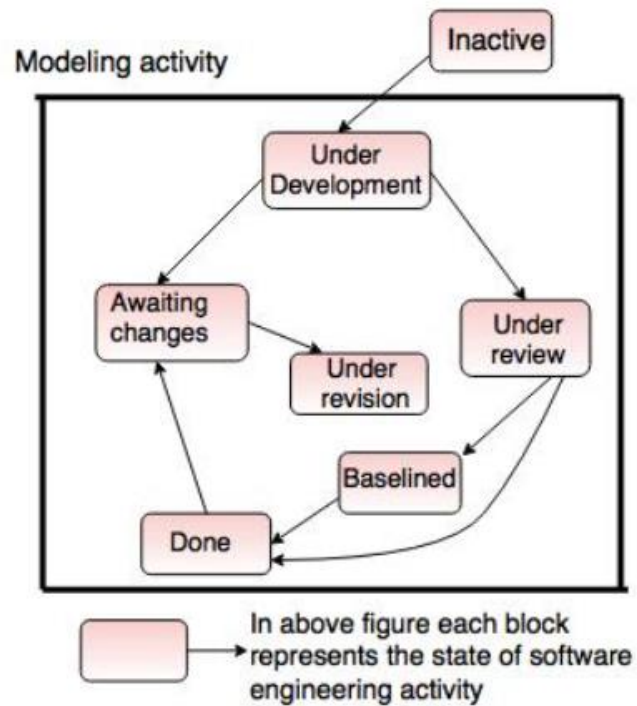 Inactive
Modeling activity
Under
Development
Awaiting
changes
Under
review
Under
revision
Baselined
Done
In above figure each block
represents the state of software
engineering activity